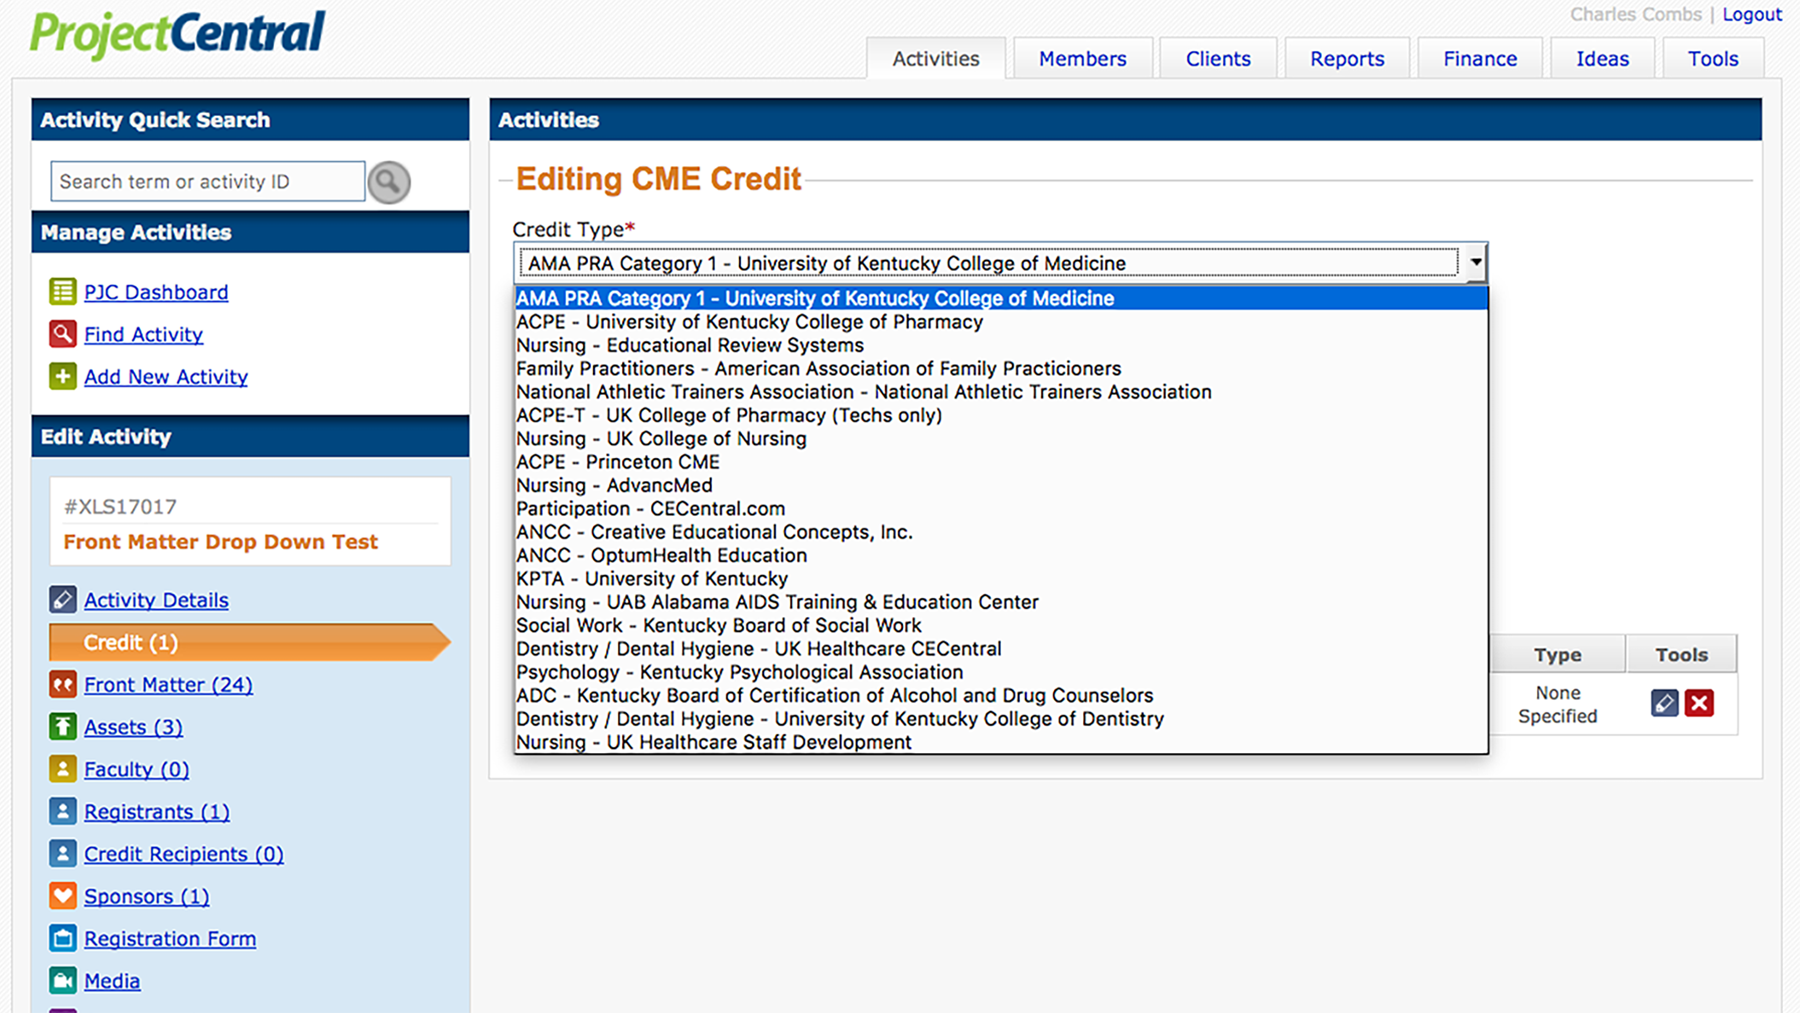 ProjectCentral
Charles Combs | Logout
Activities
Members
Clients
Reports
Finance
Ideas
Tools
Activity Quick Search
Search term or activity ID
Manage Activities
PJC Dashboard
Find Activity
Add New Activity
Edit Activity
#XLS17017
Front Matter Drop Down Test
Activity Details
Credit (1)
Front Matter (24)
Assets (3)
Faculty (0)
Registrants (1)
Credit Recipients (0)
Sponsors (1)
Registration Form
Media
Activities
Editing CME Credit
Credit Type*
AMA PRA Category 1 - University of Kentucky College of Medicine
AMA PRA Category 1 - University of Kentucky College of Medicine
ACPE - University of Kentucky College of Pharmacy
Nursing - Educational Review Systems
Family Practitioners - American Association of Family Practicioners
National Athletic Trainers Association - National Athletic Trainers Association
ACPE-T - UK College of Pharmacy (Techs only)
Nursing - UK College of Nursing
ACPE - Princeton CME
Nursing - AdvancMed
Participation - CECentral.com
ANCC - Creative Educational Concepts, Inc.
ANCC - OptumHealth Education
KPTA - University of Kentucky
Nursing - UAB Alabama AIDS Training & Education Center
Social Work - Kentucky Board of Social Work
Dentistry / Dental Hygiene - UK Healthcare CECentral
Psychology - Kentucky Psychological Association
ADC - Kentucky Board of Certification of Alcohol and Drug Counselors
Dentistry / Dental Hygiene - University of Kentucky College of Dentistry
Nursing - UK Healthcare Staff Development
Type
Tools
None
Specified